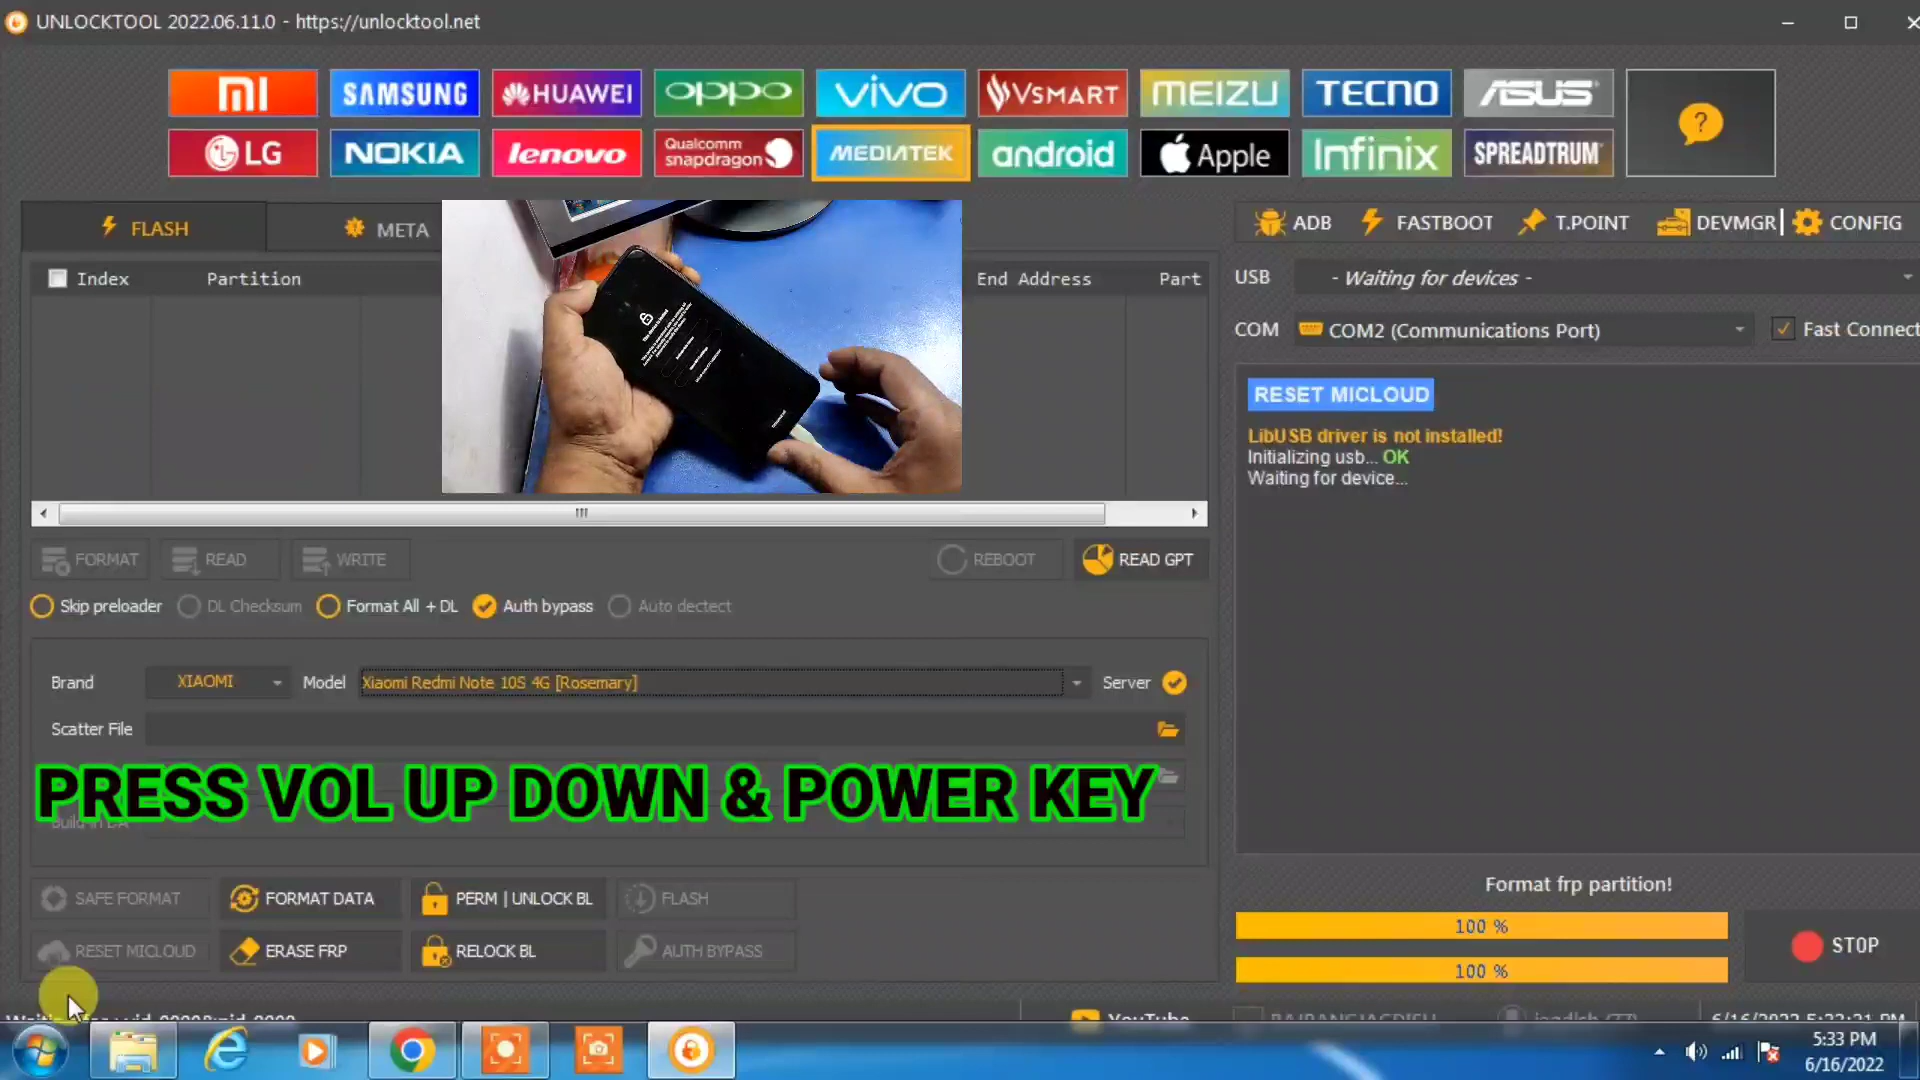 UNLOCKTOOL 2022.06.11.0 - https://unlocktool.net
mi
SAMSUNG
HUAWEI
oppo
vivo
VSMART
MEIZU
TECNO
ASUS
?
LG
NOKIA
lenovo
Qualcomm
snapdragon
MEDIATEK
android
Apple
Infinix
SPREADTRUM
FLASH
META
ADB
FASTBOOT
T.POINT
DEVMGR
CONFIG
Index
Partition
End Address
Part
USB
- Waiting for devices -
COM
COM2 (Communications Port)
Fast Connect
RESET MICLOUD
LibUSB driver is not installed!
Initializing usb... OK
Waiting for device...
FORMAT
READ
WRITE
REBOOT
READ GPT
Skip preloader
DL Checksum
Format All + DL
Auth bypass
Auto dectect
Brand
XIAOMI
Model
Xiaomi Redmi Note 10S 4G [Rosemary]
Server
Scatter File
PRESS VOL UP DOWN & POWER KEY
SAFE FORMAT
FORMAT DATA
PERM | UNLOCK BL
FLASH
RESET MICLOUD
ERASE FRP
RELOCK BL
AUTH BYPASS
Format frp partition!
100 %
100 %
STOP
YouTube
5:33 PM
6/16/2022